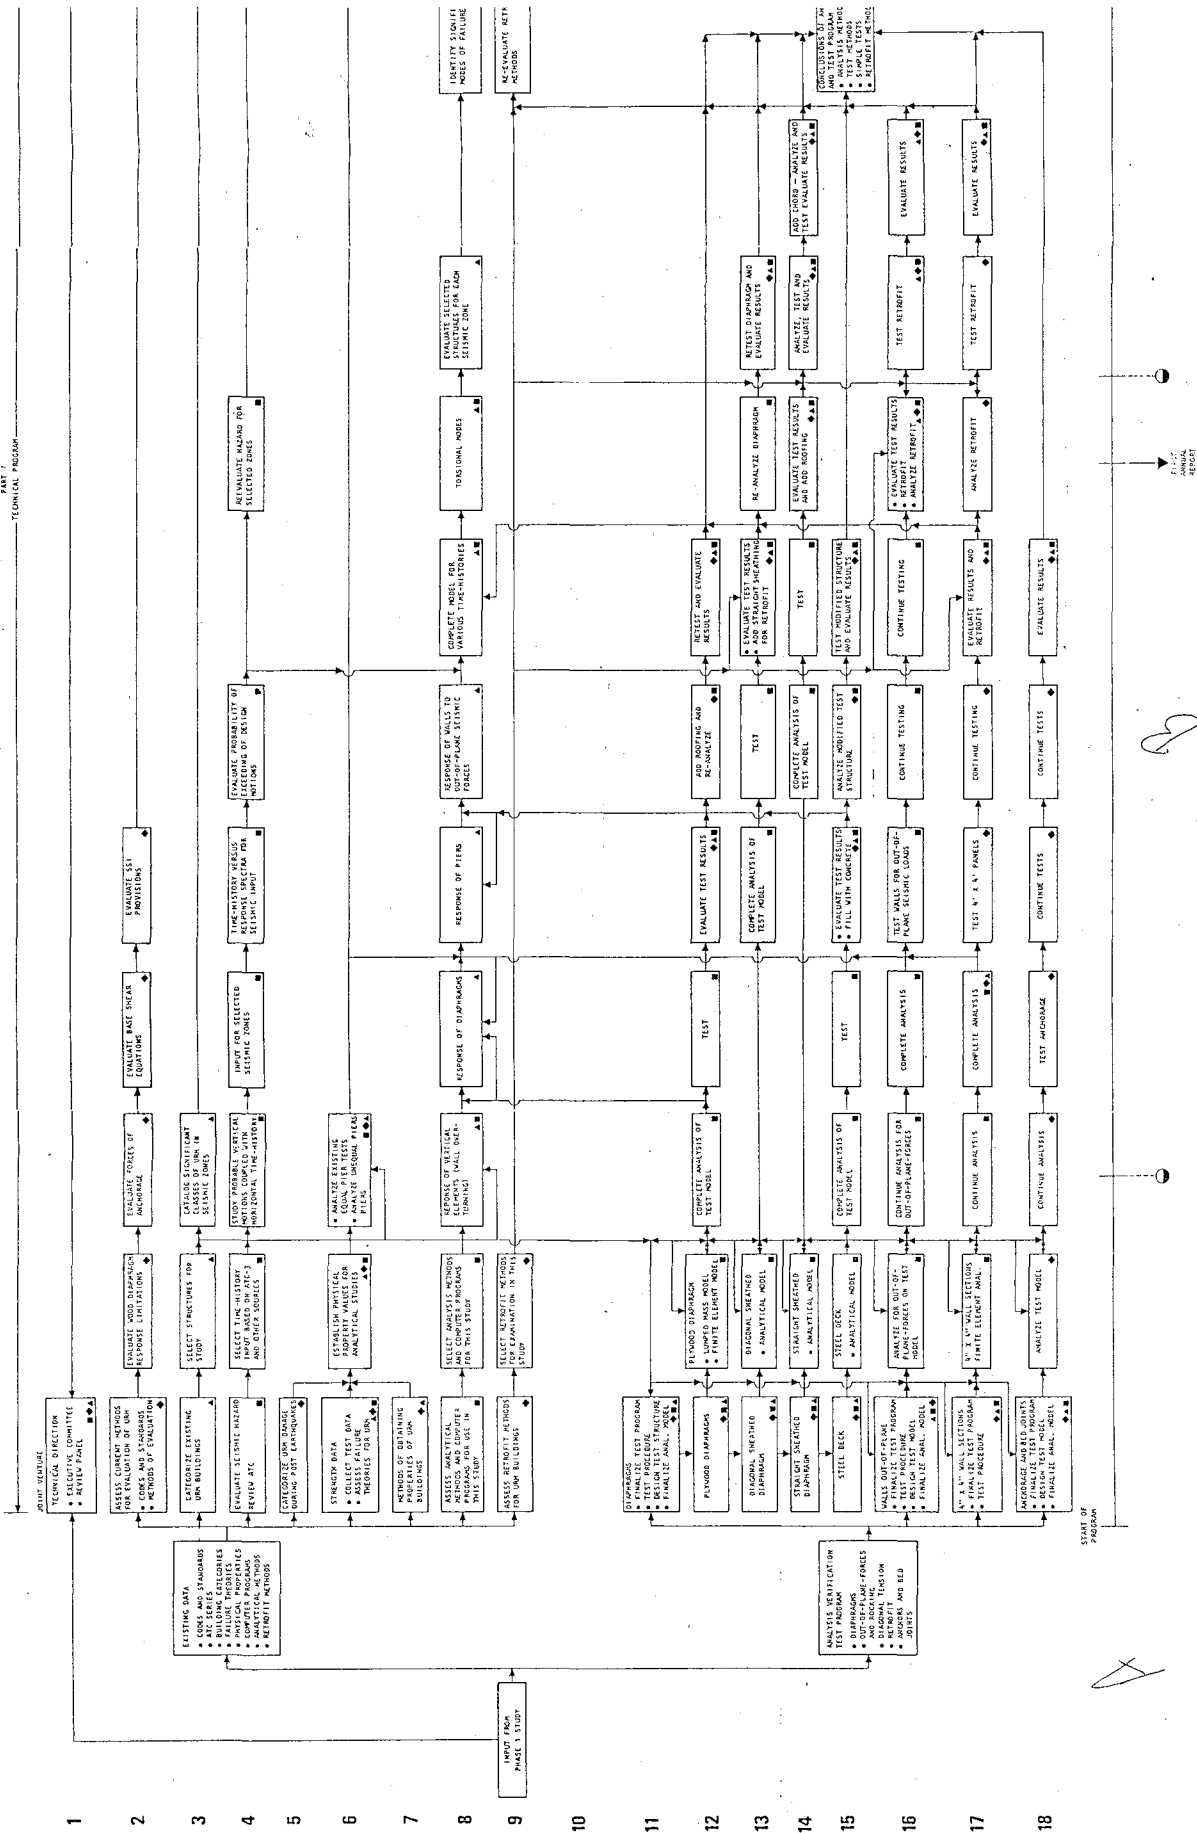 PART 1
TECHNICAL PROGRAM
JOINT VENTURE
1
TECHNICAL DIRECTION
• EXECUTIVE COMMITTEE
• REVIEW PANEL
2
ASSESS CURRENT METHODS
FOR EVALUATION OF URM
• CODES AND STANDARDS
• METHODS OF EVALUATION
EVALUATE WOOD DIAPHRAGM
RESPONSE LIMITATIONS
EVALUATE FORCES OF
ANCHORAGE
EVALUATE BASE SHEAR
EQUATIONS
EVALUATE SSI
PROVISIONS
3
CATEGORIZE EXISTING
URM BUILDINGS
SELECT STRUCTURES FOR
STUDY
CATALOG SIGNIFICANT
CLASSES OF URM IN
SEISMIC ZONES
4
EVALUATE SEISMIC HAZARD
REVIEW ATC
SELECT TIME-HISTORY
INPUT BASED ON ATC-3
AND OTHER SOURCES
STUDY PROBABLE VERTICAL
MOTIONS COUPLED WITH
HORIZONTAL TIME-HISTORY
INPUT FOR SELECTED
SEISMIC ZONES
TIME-HISTORY VERSUS
RESPONSE SPECTRA FOR
SEISMIC INPUT
EVALUATE PROBABILITY OF
EXCEEDING OF DESIGN
MOTIONS
REEVALUATE HAZARD FOR
SELECTED ZONES
5
CATEGORIZE URM DAMAGE
DURING POST EARTHQUAKES
6
STRENGTH DATA
• COLLECT TEST DATA
• ASSESS FAILURE
THEORIES FOR URM
ESTABLISH PHYSICAL
PROPERTY VALUES FOR
ANALYTICAL STUDIES
• ANALYZE EXISTING
EQUAL PIER TESTS
• ANALYZE UNEQUAL PIERS
PIERS
7
METHODS OF OBTAINING
PROPERTIES OF URM
BUILDINGS
8
ASSESS ANALYTICAL
METHODS AND COMPUTER
PROGRAMS FOR USE IN
THIS STUDY
SELECT ANALYSIS METHODS
AND COMPUTER PROGRAMS
FOR THIS STUDY
REPONSE OF VERTICAL
ELEMENTS (WALL OVER-
TURNING)
RESPONSE OF DIAPHRAGMS
RESPONSE OF PIERS
RESPONSE OF WALLS TO
OUT-OF-PLANE SEISMIC
FORCES
COMPLETE MODEL FOR
VARIOUS TIME-HISTORIES
TORSIONAL MODES
EVALUATE SELECTED
STRUCTURES FOR EACH
SEISMIC ZONE
IDENTIFY SIGNIFI
MODES OF FAILURE
9
ASSESS RETROFIT METHODS
FOR URM BUILDINGS
SELECT RETROFIT METHODS
FOR EXAMINATION IN THIS
STUDY
RE-EVALUATE RETR
METHODS
10
INPUT FROM
PHASE 1 STUDY
EXISTING DATA
• CODES AND STANDARDS
• ATC SERIES
• BUILDING CATEGORIES
• FAILURE THEORIES
• PHYSICAL PROPERTIES
• COMPUTER PROGRAMS
• ANALYTICAL METHODS
• RETROFIT METHODS
ANALYSIS VERIFICATION
TEST PROGRAM
• DIAPHRAGMS
• OUT-OF-PLANE-FORCES
AND ROCKING
• DIAGONAL TENSION
• RETROFIT
• ANCHORS AND BED
JOINTS
11
DIAPHRAGMS
• FINALIZE TEST PROGRAM
• TEST PROCEDURE
• DESIGN TEST STRUCTURE
• FINALIZE ANAL. MODEL
12
PLYWOOD DIAPHRAGMS
PLYWOOD DIAPHRAGM
• LUMPED MASS MODEL
• FINITE ELEMENT MODEL
COMPLETE ANALYSIS OF
TEST MODEL
TEST
EVALUATE TEST RESULTS
ADD ROOFING AND
RE-ANALYZE
RETEST AND EVALUATE
RESULTS
13
DIAGONAL SHEATHED
DIAPHRAGM
DIAGONAL SHEATHED
• ANALYTICAL MODEL
COMPLETE ANALYSIS OF
TEST MODEL
TEST
• EVALUATE TEST RESULTS
• ADD STRAIGHT SHEATHING
FOR RETROFIT
RE-ANALYZE DIAPHRAGM
RETEST DIAPHRAGM AND
EVALUATE RESULTS
14
STRAIGHT SHEATHED
DIAPHRAGM
STRAIGHT SHEATHED
• ANALYTICAL MODEL
COMPLETE ANALYSIS OF
TEST MODEL
TEST
EVALUATE TEST RESULTS
AND ADD ROOFING
ANALYZE, TEST AND
EVALUATE RESULTS
ADD CHORD - ANALYZE AND
TEST EVALUATE RESULTS
CONCLUSIONS OF AN
AND TEST PROGRAM
• ANALYSIS METHOD
• TEST METHODS
• SIMPLE TESTS
• RETROFIT METHOD
15
STEEL DECK
STEEL DECK
• ANALYTICAL MODEL
COMPLETE ANALYSIS OF
TEST MODEL
TEST
• EVALUATE TEST RESULTS
• FILL WITH CONCRETE
ANALYZE MODIFIED TEST
STRUCTURE
TEST MODIFIED STRUCTURE
AND EVALUATE RESULTS
16
WALLS OUT-OF-PLANE
• FINALIZE TEST PROGRAM
• TEST PROCEDURE
• DESIGN TEST MODEL
• FINALIZE ANAL. MODEL
ANALYZE FOR OUT-OF-
PLANE-FORCES ON TEST
MODEL
CONTINUE ANALYSIS FOR
OUT-OF-PLANE-FORCES
COMPLETE ANALYSIS
TEST WALLS FOR OUT-OF-
PLANE SEISMIC LOADS
CONTINUE TESTING
CONTINUE TESTING
• EVALUATE TEST RESULTS
RETROFIT
• ANALYZE RETROFIT
TEST RETROFIT
EVALUATE RESULTS
17
4" X 4" WALL SECTIONS
• FINALIZE TEST PROGRAM
• TEST PROCEDURE
4" X 4" WALL SECTIONS
FINITE ELEMENT ANAL.
CONTINUE ANALYSIS
COMPLETE ANALYSIS
TEST 4' X 4' PANELS
CONTINUE TESTING
EVALUATE RESULTS AND
RETROFIT
ANALYZE RETROFIT
TEST RETROFIT
EVALUATE RESULTS
18
ANCHORAGE AND BED JOINTS
• FINALIZE TEST PROGRAM
• DESIGN TEST MODEL
• FINALIZE ANAL. MODEL
ANALYZE TEST MODEL
CONTINUE ANALYSIS
TEST ANCHORAGE
CONTINUE TESTS
CONTINUE TESTS
EVALUATE RESULTS
START OF
PROGRAM
FIRST
ANNUAL
REPORT
A
B